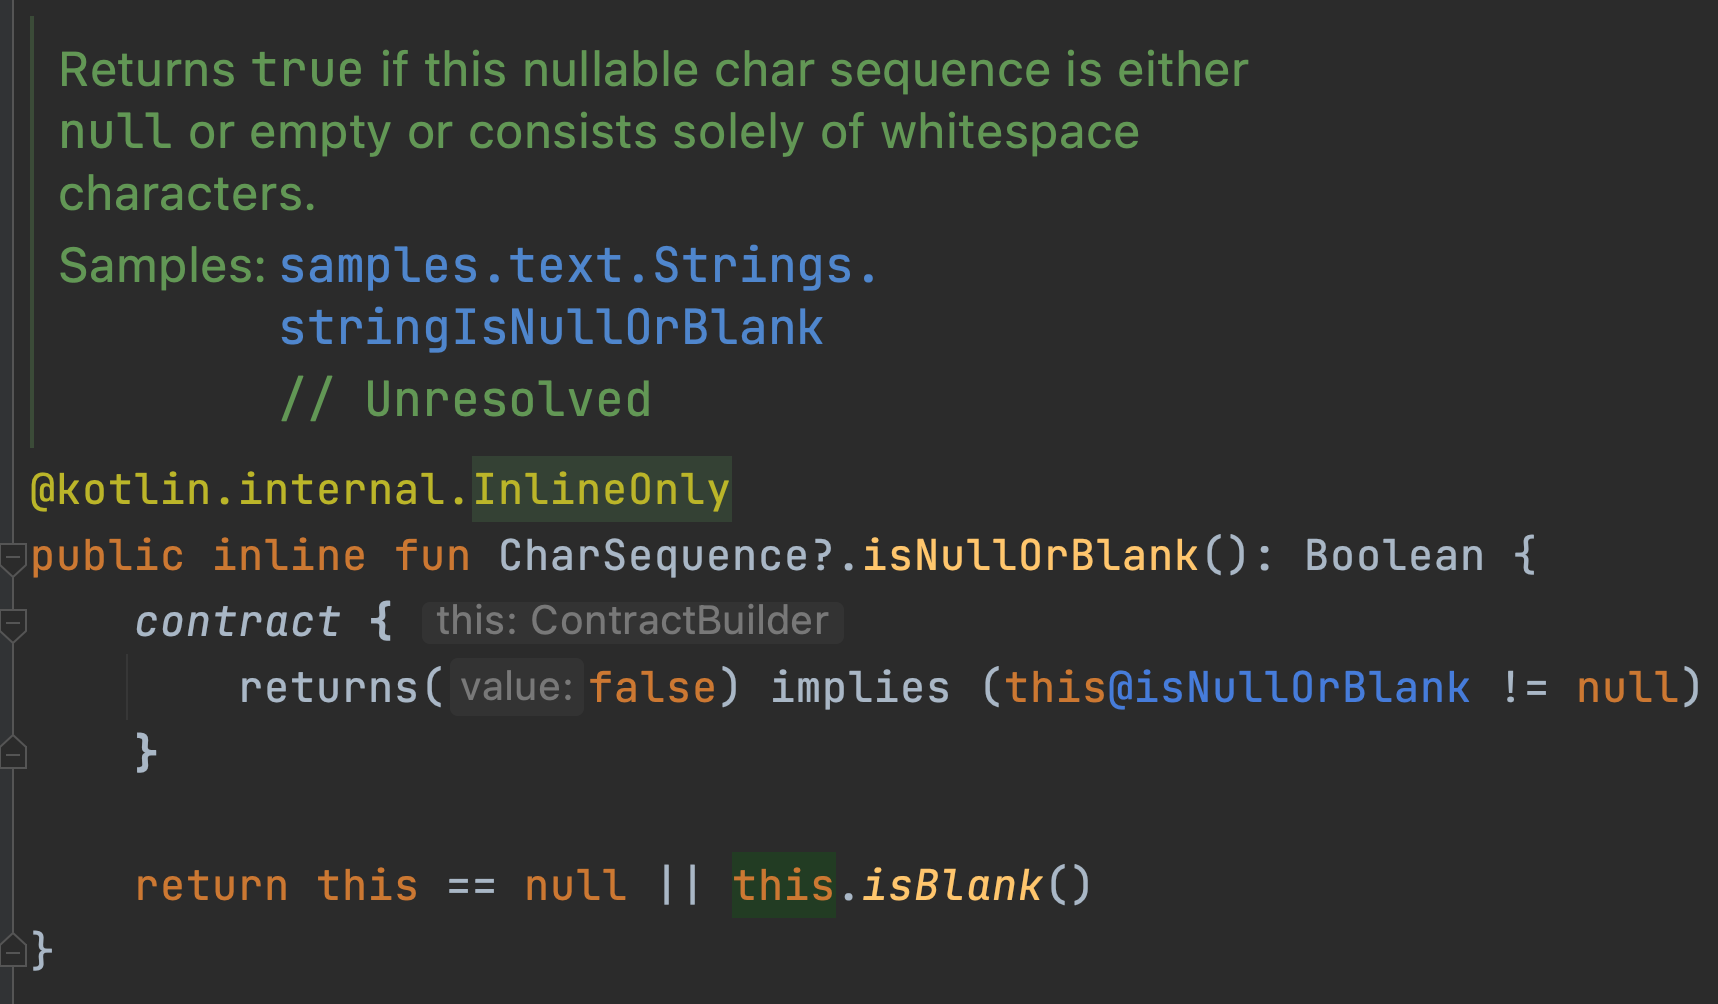 Returns true if this nullable char sequence is either
null or empty or consists solely of whitespace
characters.
Samples: samples.text.Strings.
stringIsNullOrBlank
// Unresolved
@kotlin.internal.InlineOnly
public inline fun CharSequence?.isNullOrBlank(): Boolean {
contract { this: ContractBuilder
returns( value: false) implies (this@isNullOrBlank != null)
}
return this == null || this.isBlank()
}